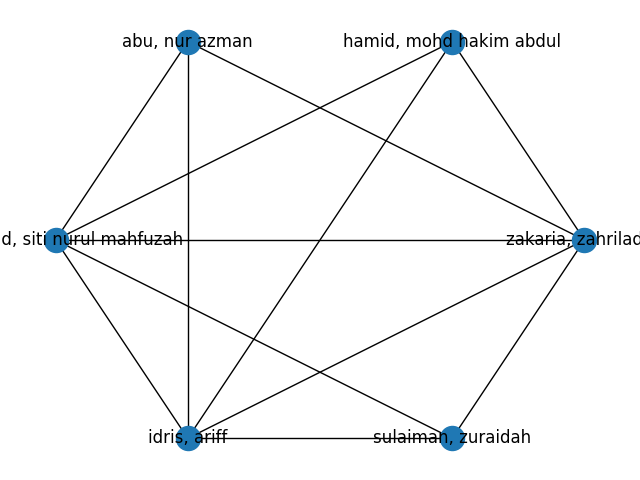 abu, nur azman
hamid, mohd hakim abdul
d, siti nurul mahfuzah
zakaria, zahrilad
idris, ariff
sulaiman, zuraidah